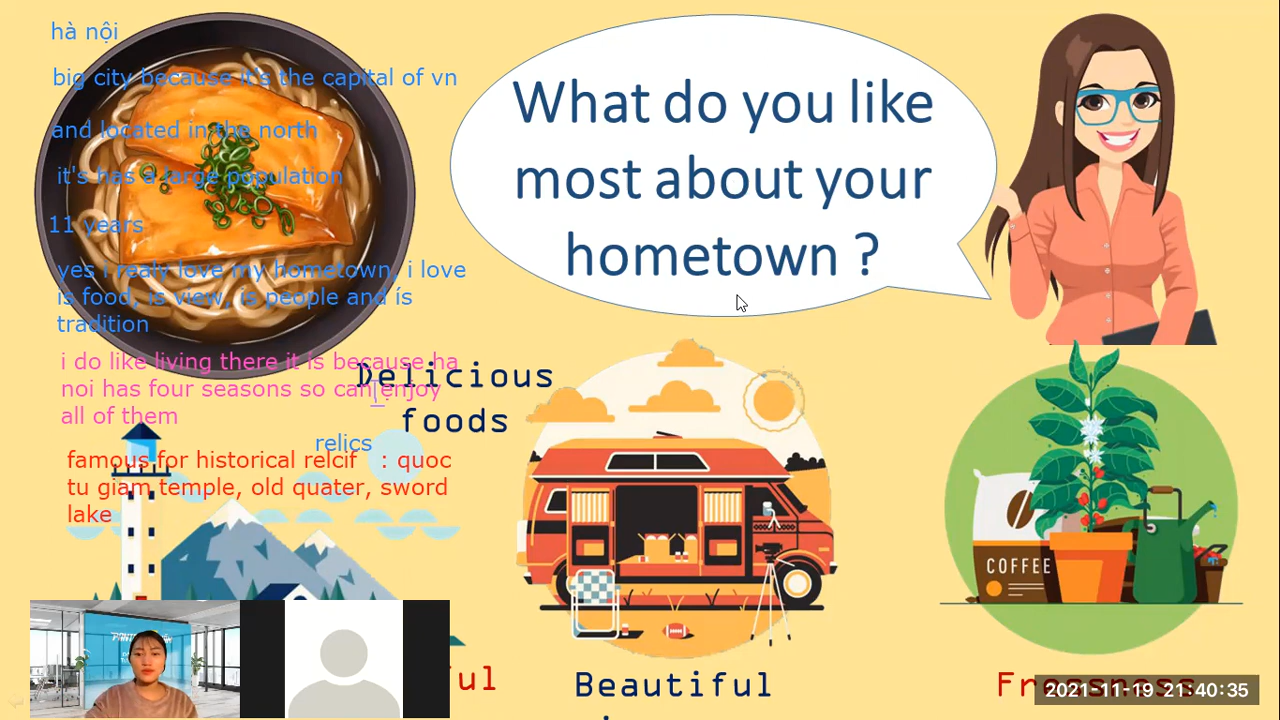 hà nội
big city because it's the capital of vn
and located in the north
it's has a large population
11 years
yes i realy love my hometown, i love
is food, is view, is people and ís
tradition
i do like living there it is because ha
noi has four seasons so can enjoy
all of them
relics
famous for historical relcif : quoc
tu giam temple, old quater, sword
lake
What do you like
most about your
hometown ?
Delicious
foods
COFFEE
ful
Beautiful
2021-11-19 21:40:35